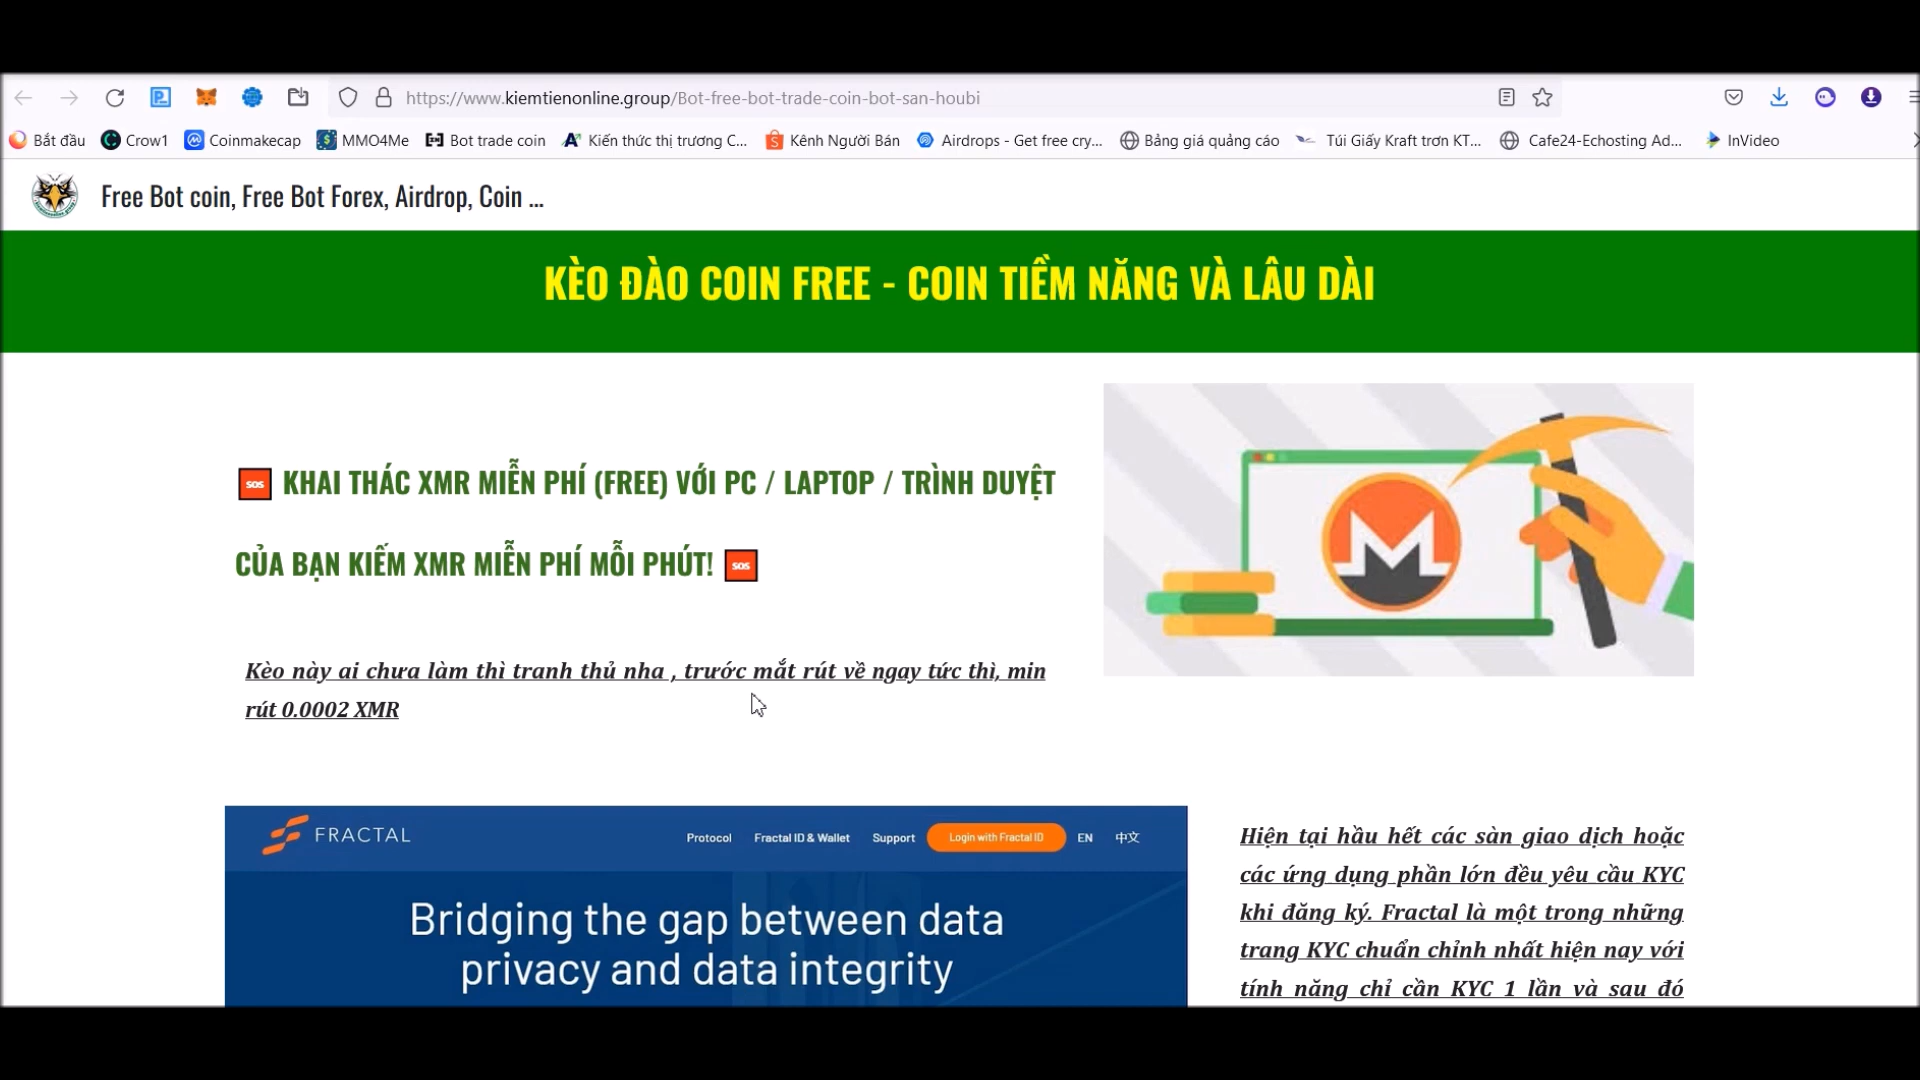 https://www.kiemtienonline.group/Bot-free-bot-trade-coin-bot-san-houbi
Bắt đầu Crow1 Coinmakecap MMO4Me Bot trade coin Kiến thức thị trương C... Kênh Người Bán Airdrops - Get free cry... Bảng giá quảng cáo Túi Giấy Kraft trơn KT... Cafe24-Echosting Ad... InVideo
Free Bot coin, Free Bot Forex, Airdrop, Coin ...
KÈO ĐÀO COIN FREE - COIN TIỀM NĂNG VÀ LÂU DÀI
SOS KHAI THÁC XMR MIỄN PHÍ (FREE) VỚI PC / LAPTOP / TRÌNH DUYỆT
CỦA BẠN KIẾM XMR MIỄN PHÍ MỖI PHÚT! SOS
Kèo này ai chưa làm thì tranh thủ nha , trước mắt rút về ngay tức thì, min
rút 0.0002 XMR
FRACTAL
Protocol Fractal ID & Wallet Support Login with Fractal ID EN 中文
Bridging the gap between data
privacy and data integrity
Hiện tại hầu hết các sàn giao dịch hoặc
các ứng dụng phần lớn đều yêu cầu KYC
khi đăng ký. Fractal là một trong những
trang KYC chuẩn chỉnh nhất hiện nay với
tính năng chỉ cần KYC 1 lần và sau đó